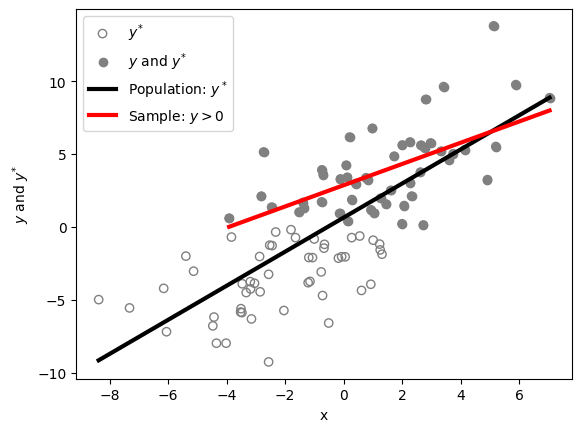 y*
y and y*
Population: y*
Sample: y > 0
10
5
0
−5
−10
y and y*
−8 −6 −4 −2 0 2 4 6
x